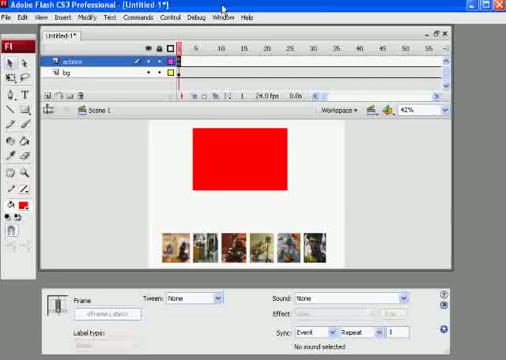 Adobe Flash CS3 Professional - [Untitled-1*]
File Edit View Insert Modify Text Commands Control Debug Window Help
Untitled-1*
5 10 15 20 25 30 35 40 45 50 55
actions
bg
1 24.0 fps 0.0s
Scene 1 Workspace 42%
Fl
Frame
<Frame Label>
Label type:
Tween: None
Sound: None
Effect:
Sync: Event Repeat 1
No sound selected